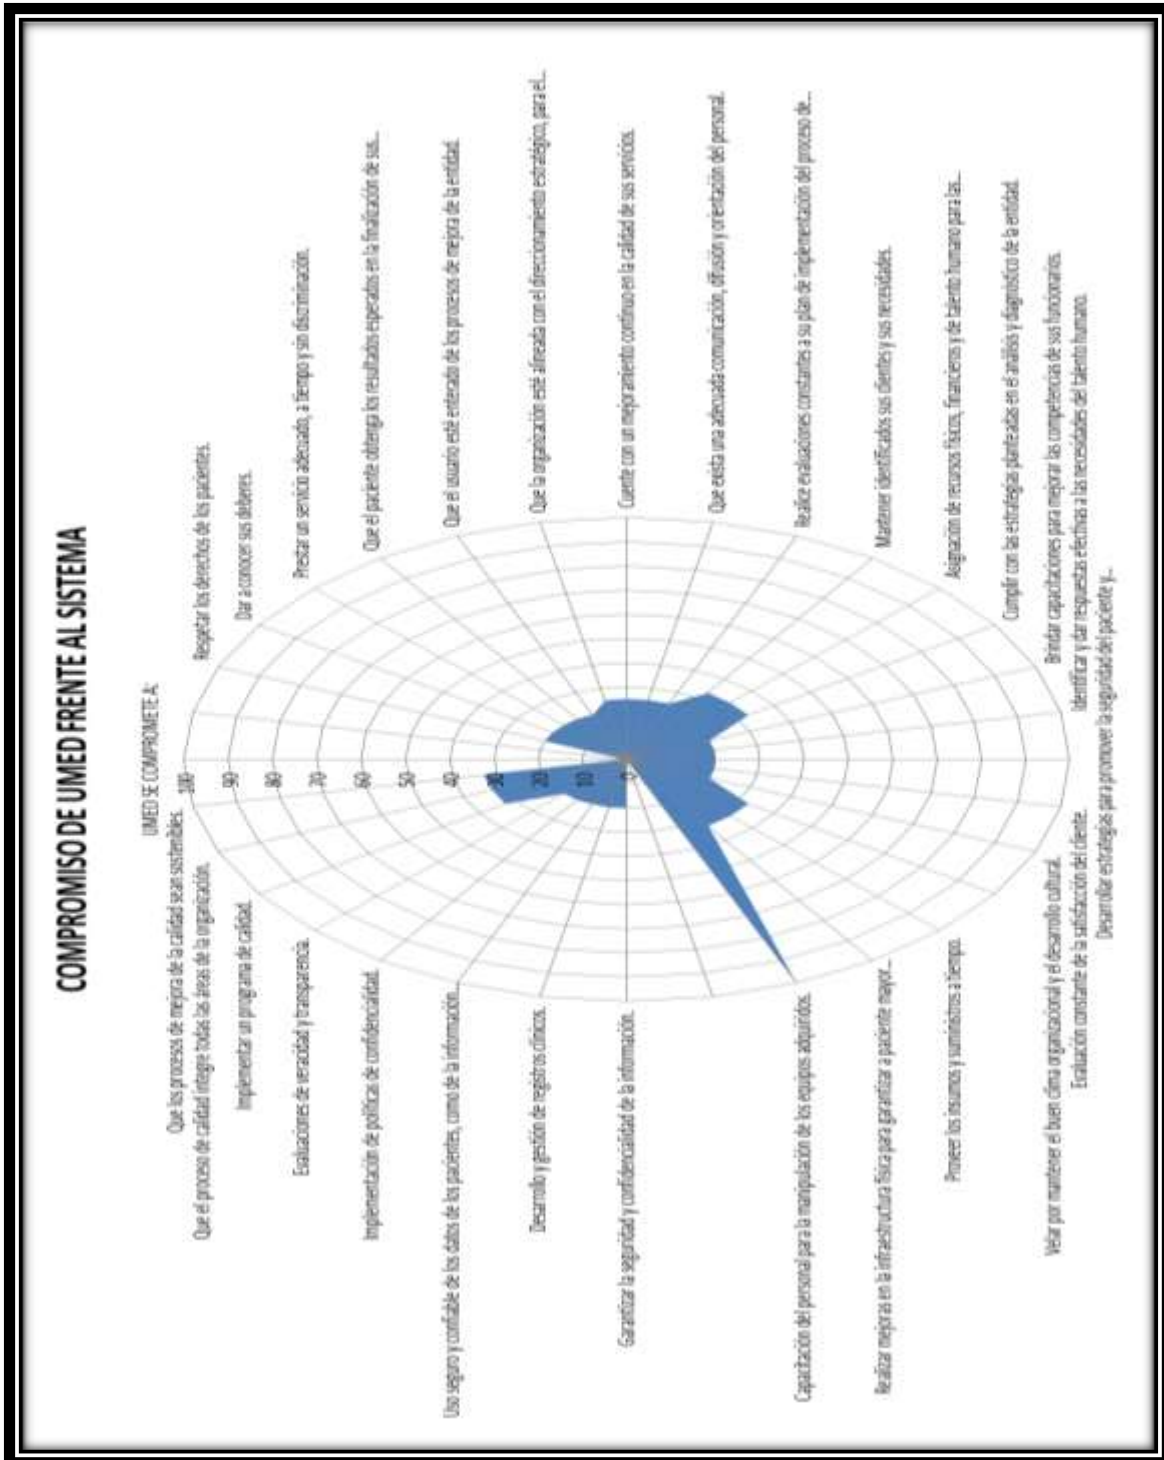 COMPROMISO DE UMED FRENTE AL SISTEMA
UMED SE COMPROMETE A:
Respetar los derechos de los pacientes.
Dar a conocer sus deberes.
Prestar un servicio adecuado, a tiempo y sin discriminación.
Que el paciente obtenga los resultados esperados en la finalización de sus...
Que el usuario esté enterado de los procesos de mejora de la entidad.
Que la organización esté alineada con el direccionamiento estratégico, para el...
Cuente con un mejoramiento continuo en la calidad de sus servicios.
Que exista una adecuada comunicación, difusión y orientación del personal.
Realice evaluaciones constantes a su plan de implementación del proceso de...
Mantener identificados sus clientes y sus necesidades.
Asignación de recursos físicos, financieros y de talento humano para las...
Cumplir con las estrategias planteadas en el análisis y diagnóstico de la entidad.
Brindar capacitaciones para mejorar las competencias de sus funcionarios.
Identificar y dar respuestas efectivas a las necesidades del talento humano.
Desarrollar estrategias para promover la seguridad del paciente y...
Evaluación constante de la satisfacción del cliente.
Velar por mantener el buen clima organizacional y el desarrollo cultural.
Proveer los insumos y suministros a tiempo.
Realizar mejoras en la infraestructura física para garantizar a paciente mayor...
Capacitación del personal para la manipulación de los equipos adquiridos.
Garantizar la seguridad y confidencialidad de la información.
Desarrollo y gestión de registros clínicos.
Uso seguro y confiable de los datos de los pacientes, como de la información...
Implementación de políticas de confidencialidad.
Evaluaciones de veracidad y transparencia.
Implementar un programa de calidad.
Que el proceso de calidad integre todas las áreas de la organización.
Que los procesos de mejora de la calidad sean sostenibles.
100
90
80
70
60
50
40
30
20
10
0